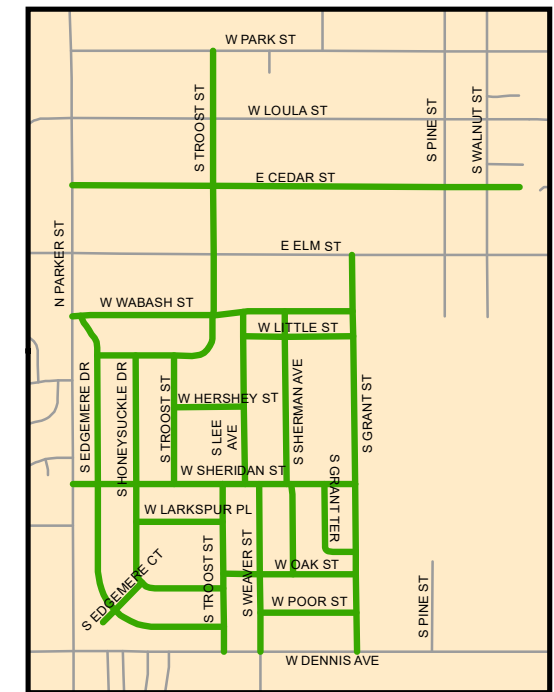 W PARK ST
S TROOST ST
W LOULA ST
S PINE ST
S WALNUT ST
E CEDAR ST
N PARKER ST
E ELM ST
W WABASH ST
W LITTLE ST
S EDGEMERE DR
S HONEYSUCKLE DR
S TROOST ST
W HERSHEY ST
S LEE
AVE
S SHERMAN AVE
S GRANT ST
W SHERIDAN ST
S GRANT TER
W LARKSPUR PL
S EDGEMERE CT
S TROOST ST
S WEAVER ST
W OAK ST
W POOR ST
S PINE ST
W DENNIS AVE